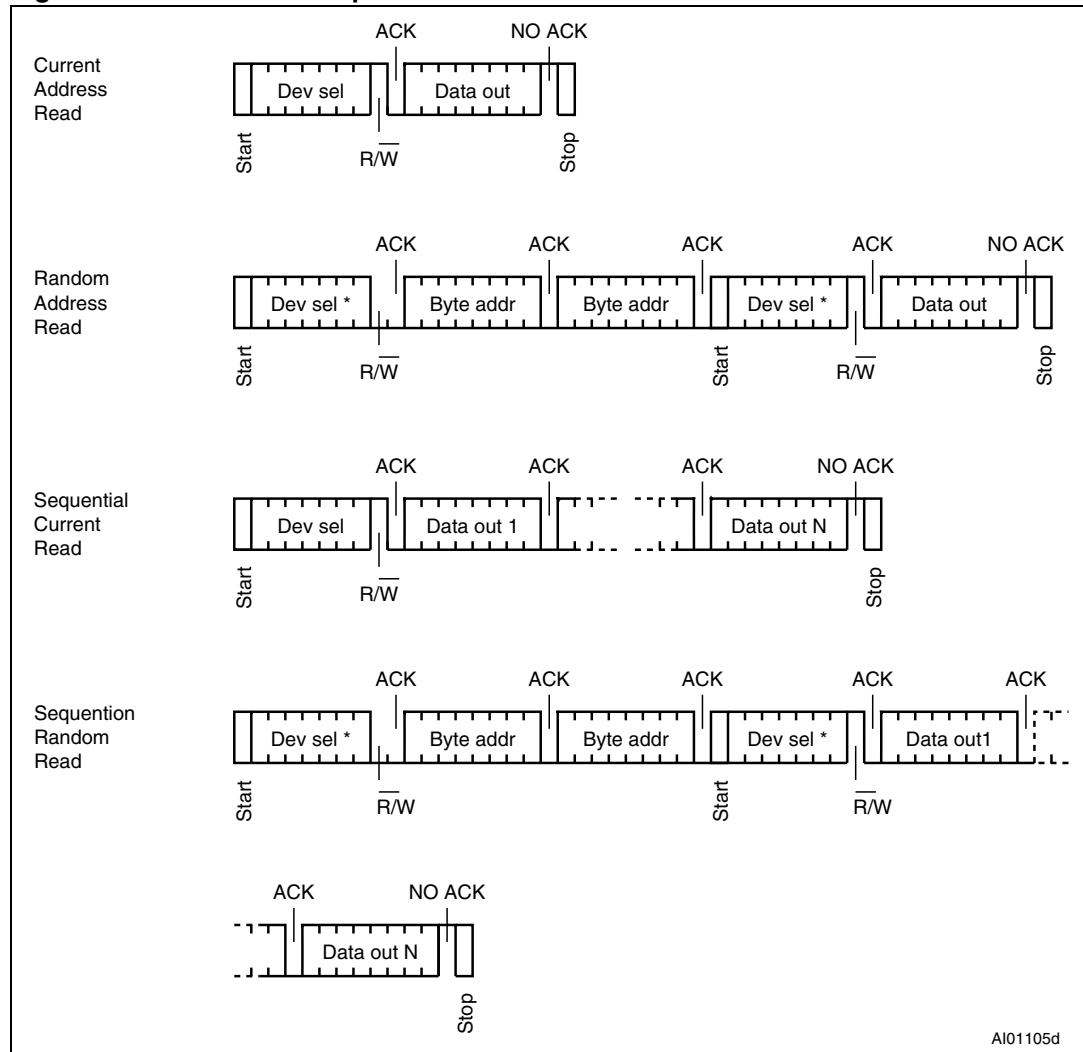 ACK NO ACK
Current
Address
Read
Dev sel Data out
Start R/W̅ Stop
ACK ACK ACK ACK NO ACK
Random
Address
Read
Dev sel * Byte addr Byte addr Dev sel * Data out
Start R/W̅ Start R/W̅ Stop
ACK ACK ACK NO ACK
Sequential
Current
Read
Dev sel Data out 1 Data out N
Start R/W̅ Stop
ACK ACK ACK ACK ACK
Sequention
Random
Read
Dev sel * Byte addr Byte addr Dev sel * Data out1
Start R̅/W Start R̅/W
ACK NO ACK
Data out N
Stop
AI01105d